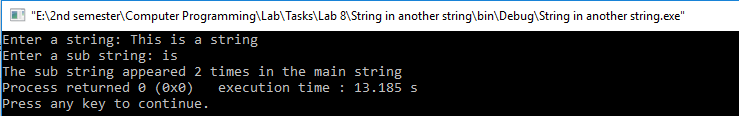 "E:\2nd semester\Computer Programming\Lab\Tasks\Lab 8\String in another string\bin\Debug\String in another string.exe"
Enter a string: This is a string
Enter a sub string: is
The sub string appeared 2 times in the main string
Process returned 0 (0x0)   execution time : 13.185 s
Press any key to continue.